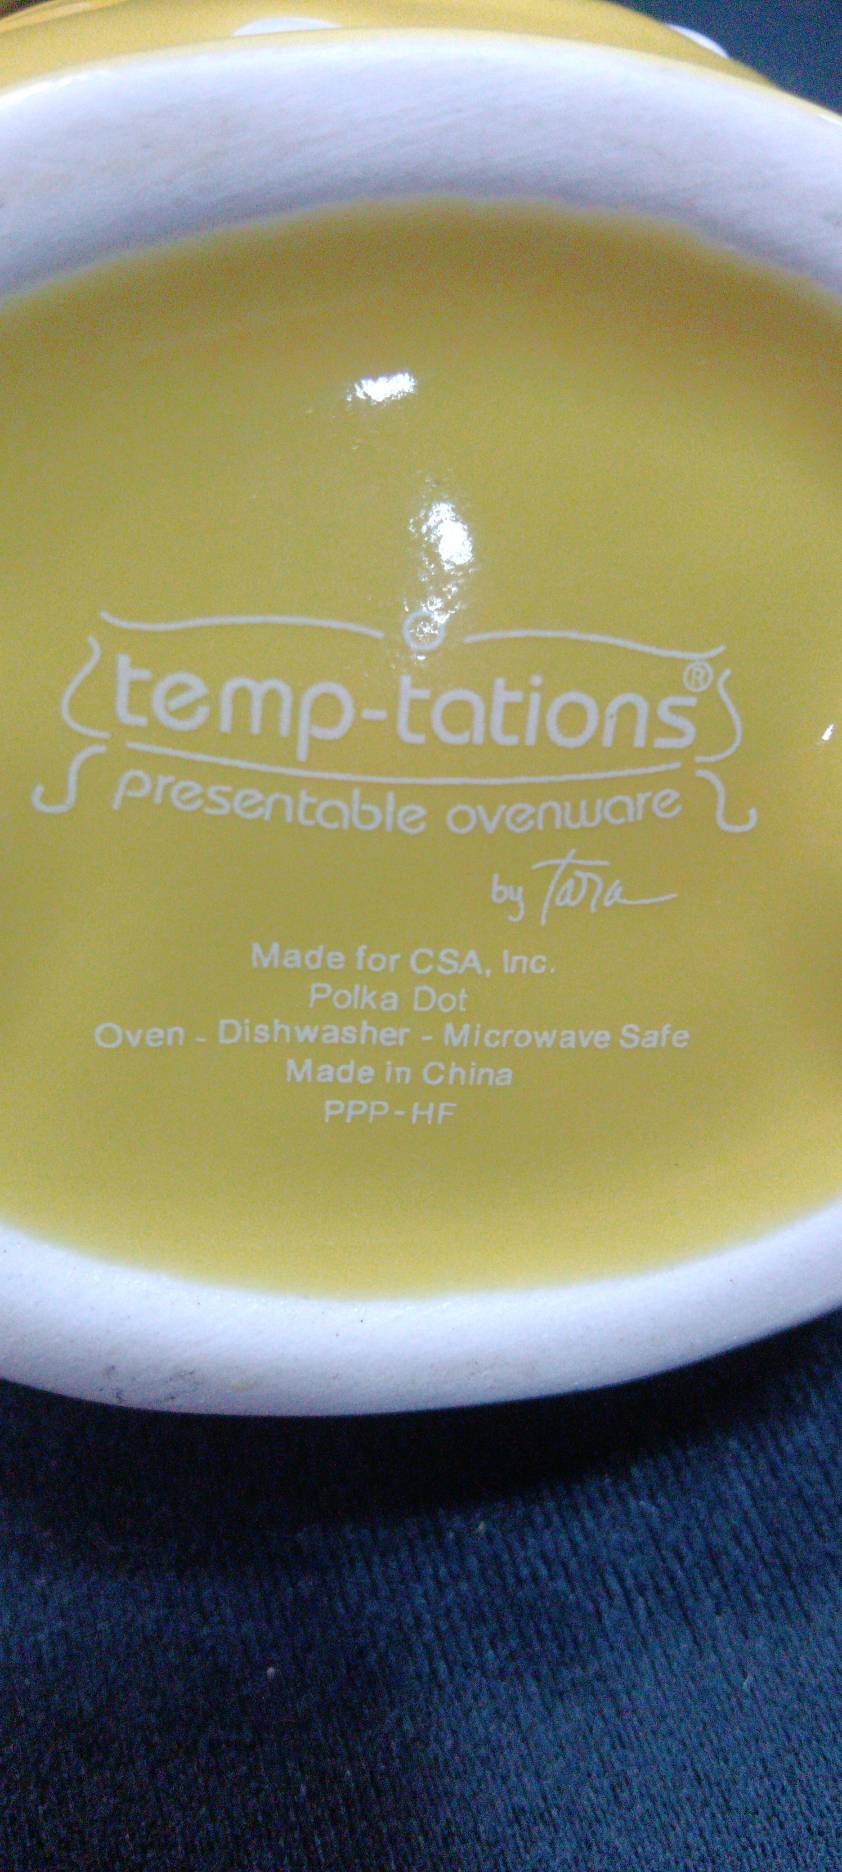 temp-tations®
presentable ovenware
by Tara
Made for CSA, Inc.
Polka Dot
Oven - Dishwasher - Microwave Safe
Made in China
PPP-HF